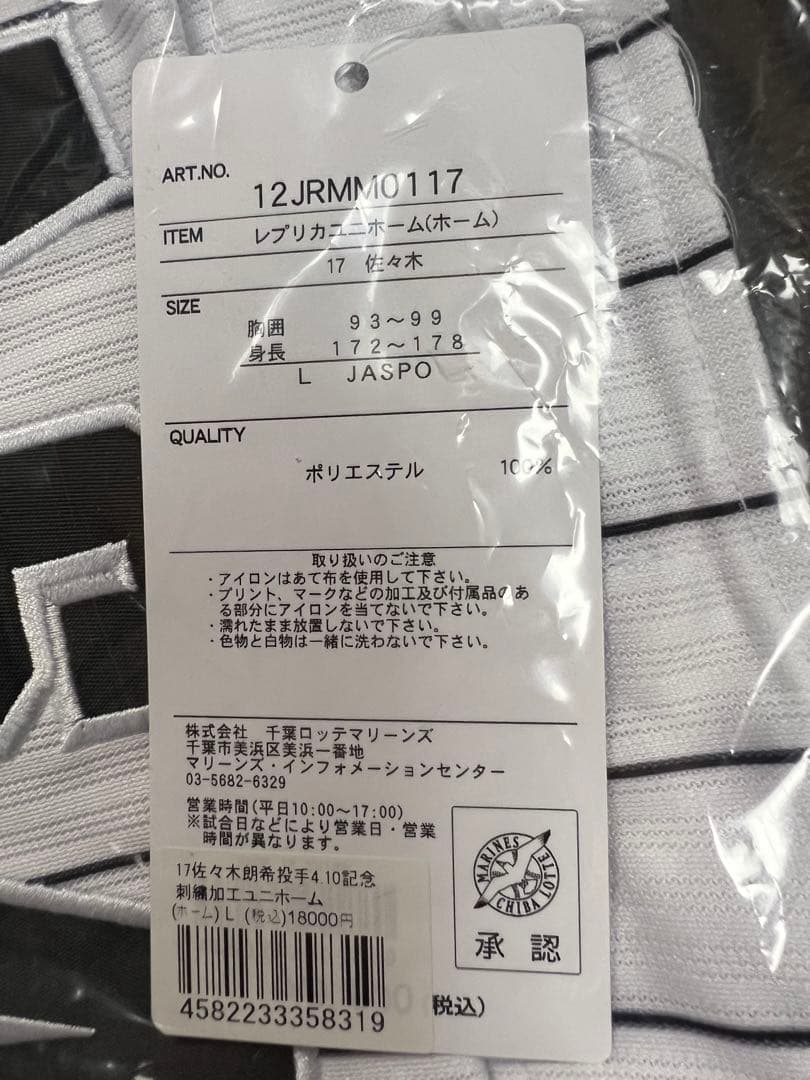 ART.NO.
12JRMM0117
ITEM レプリカユニホーム(ホーム)
17 佐々木
SIZE
胸囲 93～99
身長 172～178
L JASPO
QUALITY
ポリエステル 100%
取り扱いのご注意
・アイロンはあて布を使用して下さい。
・プリント、マークなどの加工及び付属品のあ
る部分にアイロンを当てないで下さい。
・濡れたまま放置しないで下さい。
・色物と白物は一緒に洗わないで下さい。
株式会社 千葉ロッテマリーンズ
千葉市美浜区美浜一番地
マリーンズ・インフォメーションセンター
03-5682-6329
営業時間(平日10:00～17:00)
※試合日などにより営業日・営業
時間が異なります。
MARINES
CHIBA LOTTE
承認
17佐々木朗希投手4.10記念
刺繍加工ユニホーム
(ホーム) L (税込)18000円
4582233358319
0 (税込)